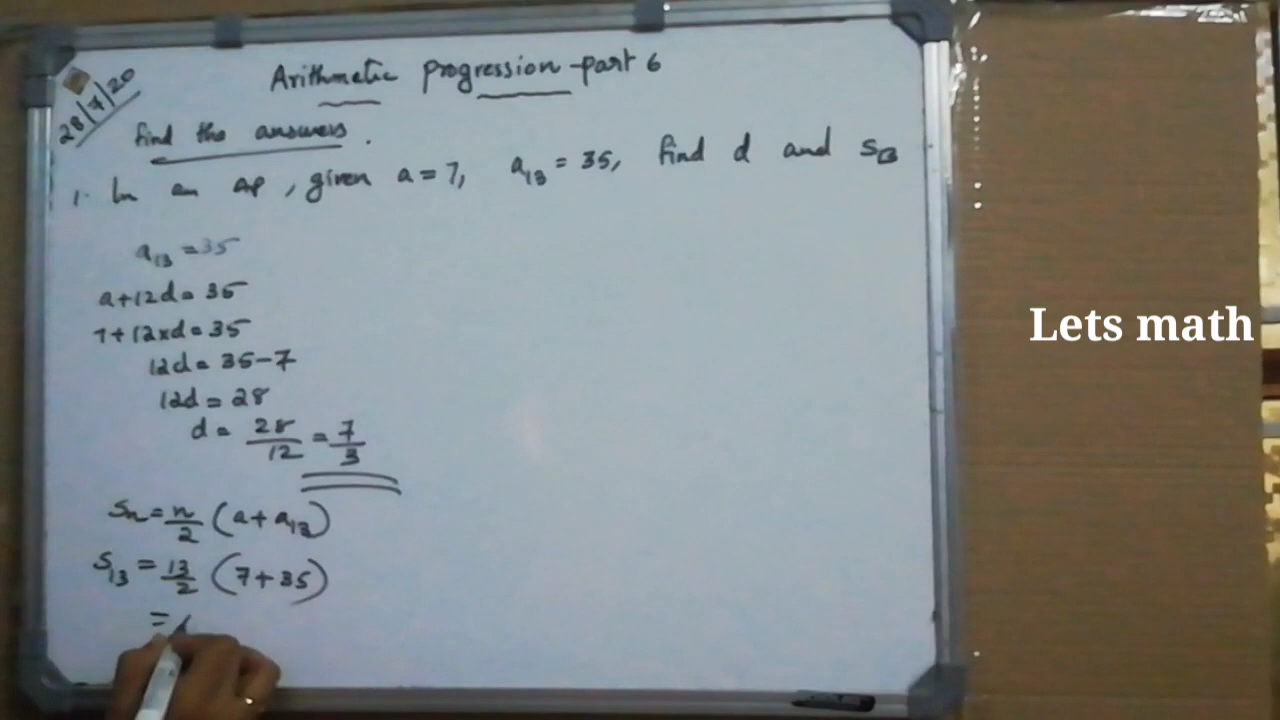 28/7/20
Arithmetic Progression - part 6
find the answers.
1. In an AP, given a = 7, a₁₃ = 35, find d and S₁₃
a₁₃ = 35
a+12d = 35
7+12xd = 35
12d = 35-7
12d = 28
d = 28/12 = 7/3
Sn = n/2 (a + a₁₃)
S₁₃ = 13/2 (7+35)
=
Lets math